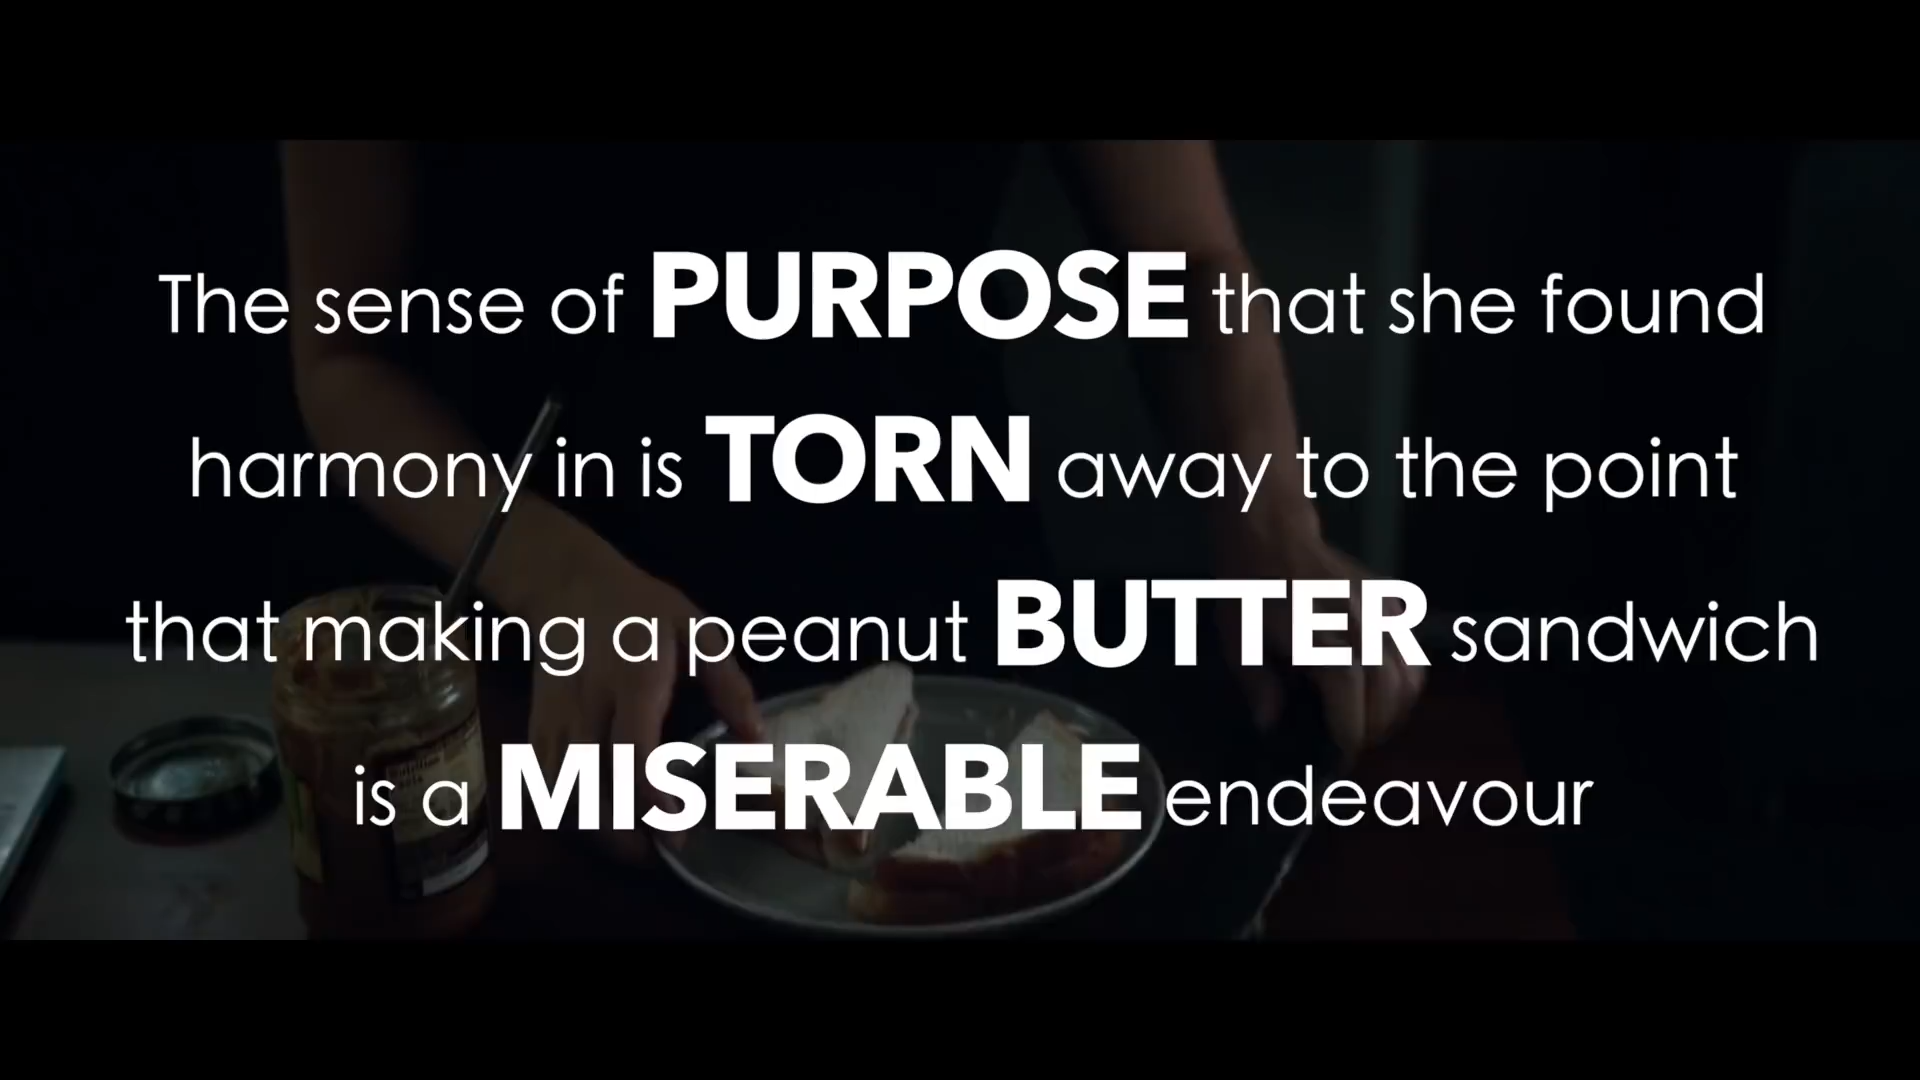 The sense of PURPOSE that she found
harmony in is TORN away to the point
that making a peanut BUTTER sandwich
is a MISERABLE endeavour